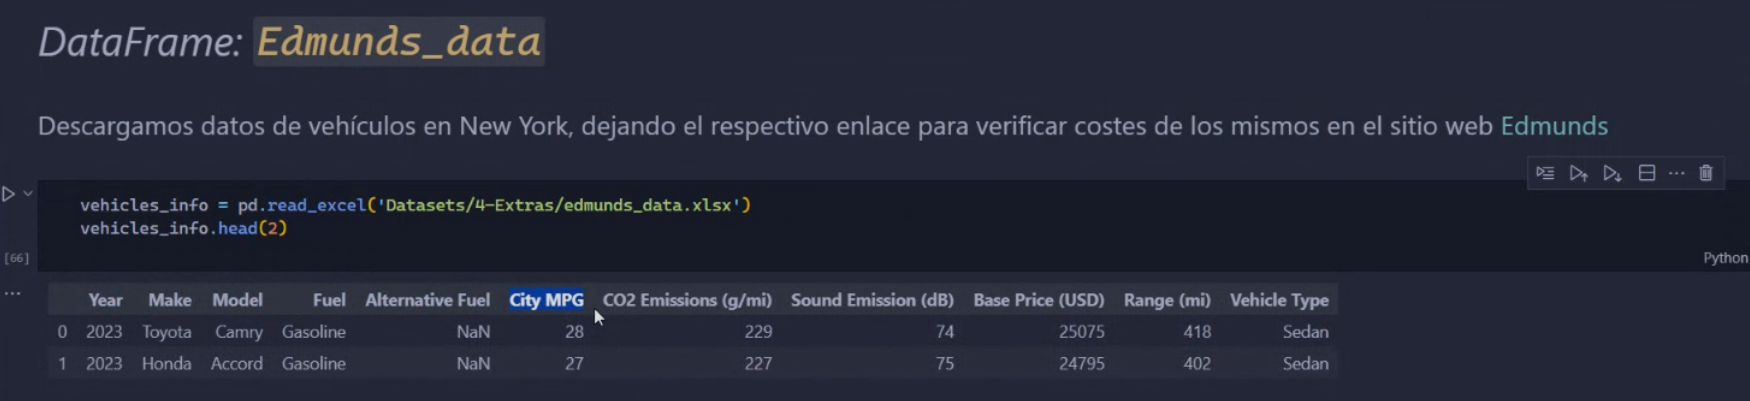 DataFrame: Edmunds_data
Descargamos datos de vehículos en New York, dejando el respectivo enlace para verificar costes de los mismos en el sitio web Edmunds
vehicles_info = pd.read_excel('Datasets/4-Extras/edmunds_data.xlsx')
vehicles_info.head(2)
[66]
Python
Year Make Model Fuel Alternative Fuel City MPG CO2 Emissions (g/mi) Sound Emission (dB) Base Price (USD) Range (mi) Vehicle Type
0 2023 Toyota Camry Gasoline NaN 28 229 74 25075 418 Sedan
1 2023 Honda Accord Gasoline NaN 27 227 75 24795 402 Sedan